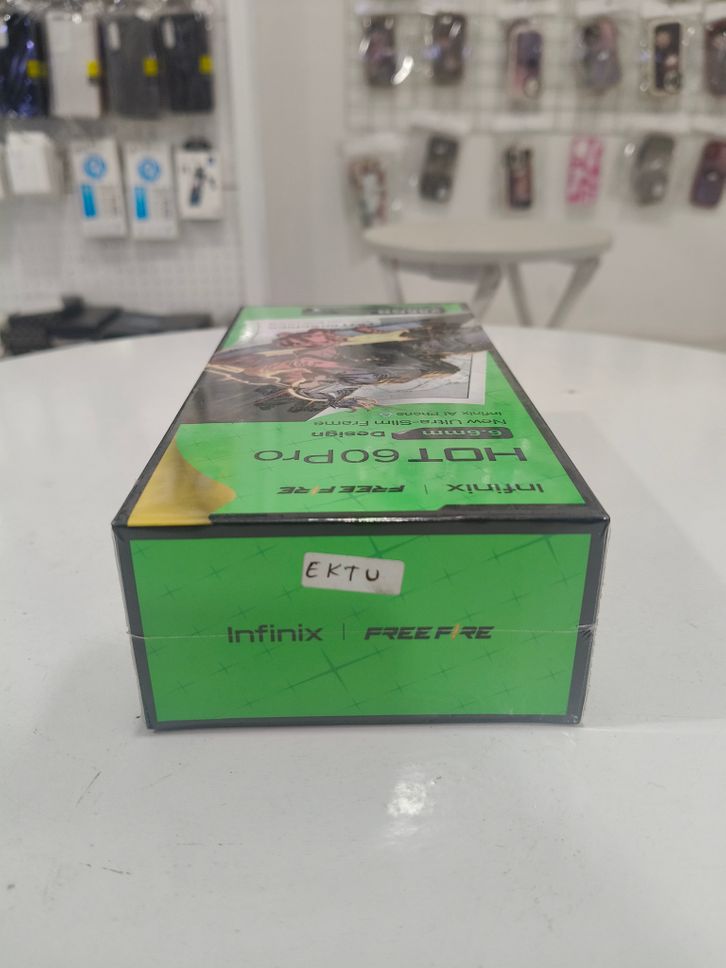 Infinix | FREE FIRE
HOT 60 Pro
6.6mm Design
New Ultra-Slim Frame
Infinix AI Phone
EKTU
Infinix | FREE FIRE